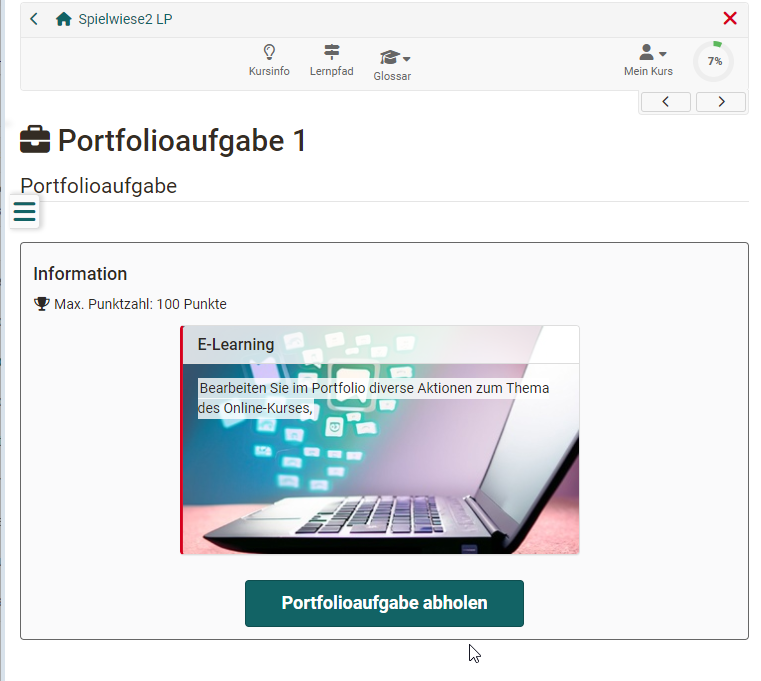 Spielwiese2 LP
Kursinfo
Lernpfad
Glossar
Mein Kurs
7%
Portfolioaufgabe 1
Portfolioaufgabe
Information
Max. Punktzahl: 100 Punkte
E-Learning
Bearbeiten Sie im Portfolio diverse Aktionen zum Thema
des Online-Kurses,
Portfolioaufgabe abholen